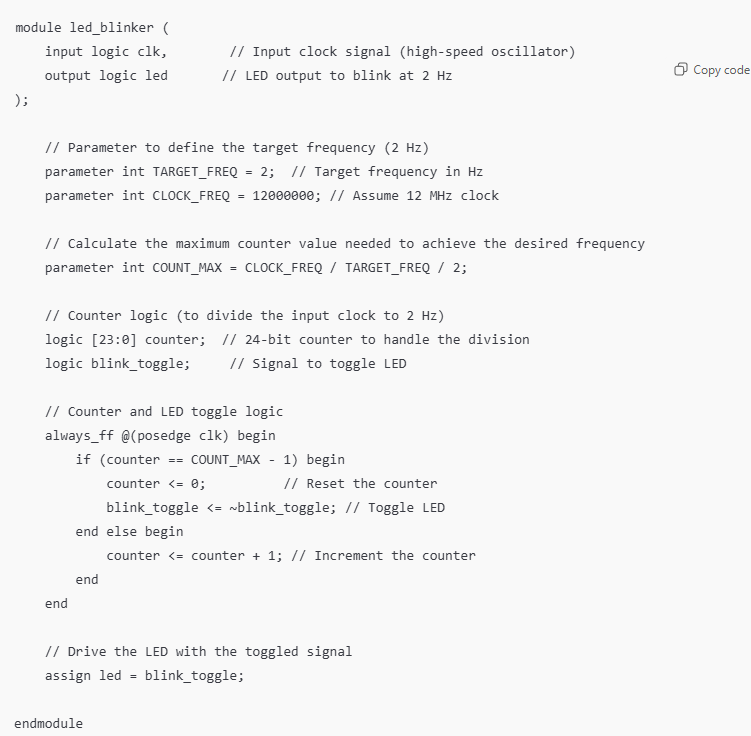 module led_blinker (
    input logic clk,        // Input clock signal (high-speed oscillator)
    output logic led       // LED output to blink at 2 Hz
Copy code
);
    // Parameter to define the target frequency (2 Hz)
    parameter int TARGET_FREQ = 2;  // Target frequency in Hz
    parameter int CLOCK_FREQ = 12000000; // Assume 12 MHz clock
    // Calculate the maximum counter value needed to achieve the desired frequency
    parameter int COUNT_MAX = CLOCK_FREQ / TARGET_FREQ / 2;
    // Counter logic (to divide the input clock to 2 Hz)
    logic [23:0] counter;  // 24-bit counter to handle the division
    logic blink_toggle;     // Signal to toggle LED
    // Counter and LED toggle logic
    always_ff @(posedge clk) begin
        if (counter == COUNT_MAX - 1) begin
            counter <= 0;          // Reset the counter
            blink_toggle <= ~blink_toggle; // Toggle LED
        end else begin
            counter <= counter + 1; // Increment the counter
        end
    end
    // Drive the LED with the toggled signal
    assign led = blink_toggle;
endmodule